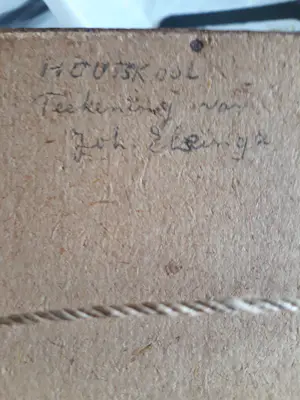 HOUTSKOOL
Teekening van
Joh. Elsinga